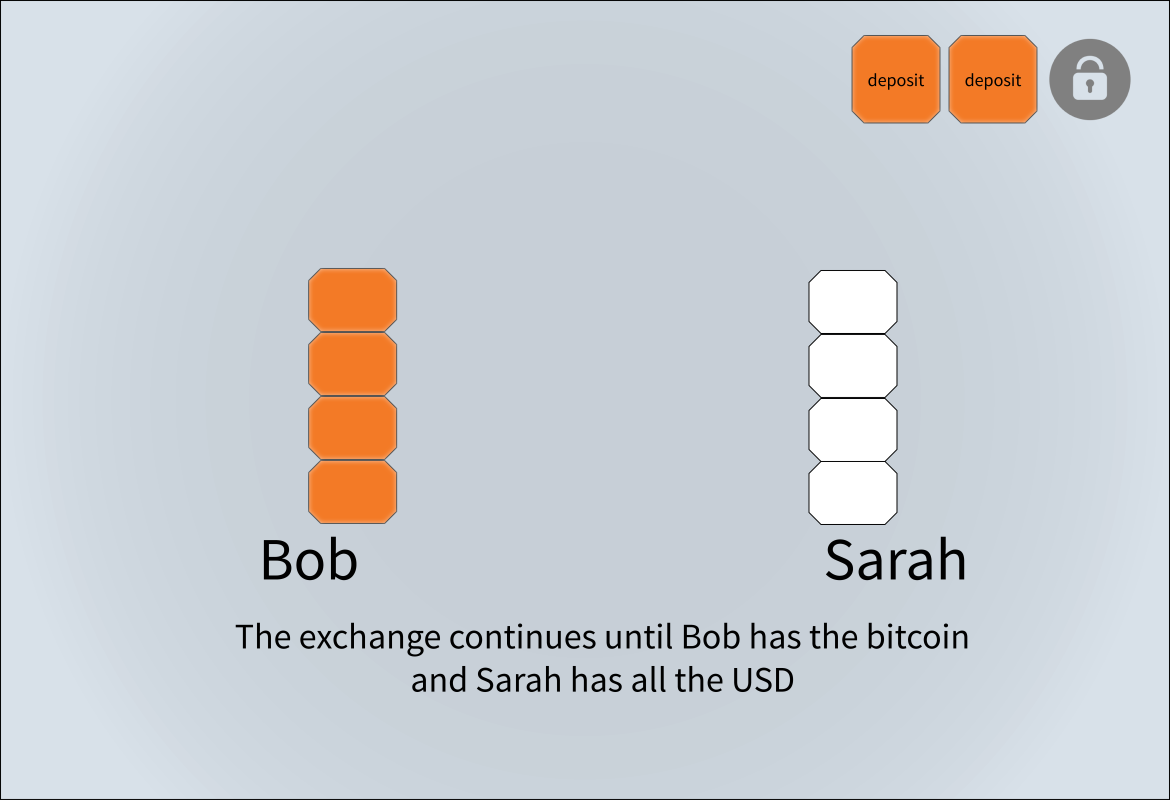 deposit deposit
Bob Sarah
The exchange continues until Bob has the bitcoin
and Sarah has all the USD